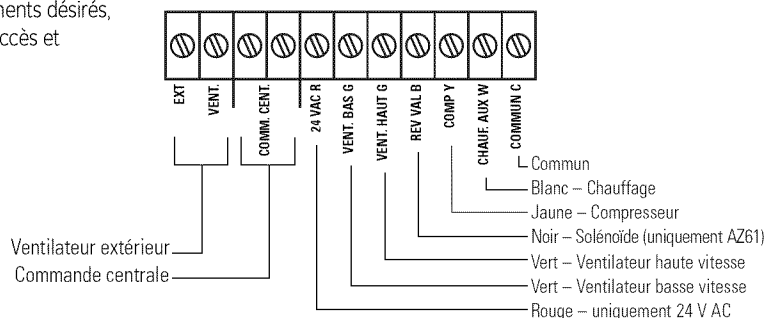 ments désirés,
ccès et
EXT
VENT.
COMM. CENT.
24 VAC R
VENT. BAS G
VENT. HAUT G
REV VAL B
COMP Y
CHAUF. AUX W
COMMUN C
Commun
Blanc – Chauffage
Jaune – Compresseur
Noir – Solénoïde (uniquement AZ61)
Vert – Ventilateur haute vitesse
Vert – Ventilateur basse vitesse
Rouge – uniquement 24 V AC
Ventilateur extérieur
Commande centrale